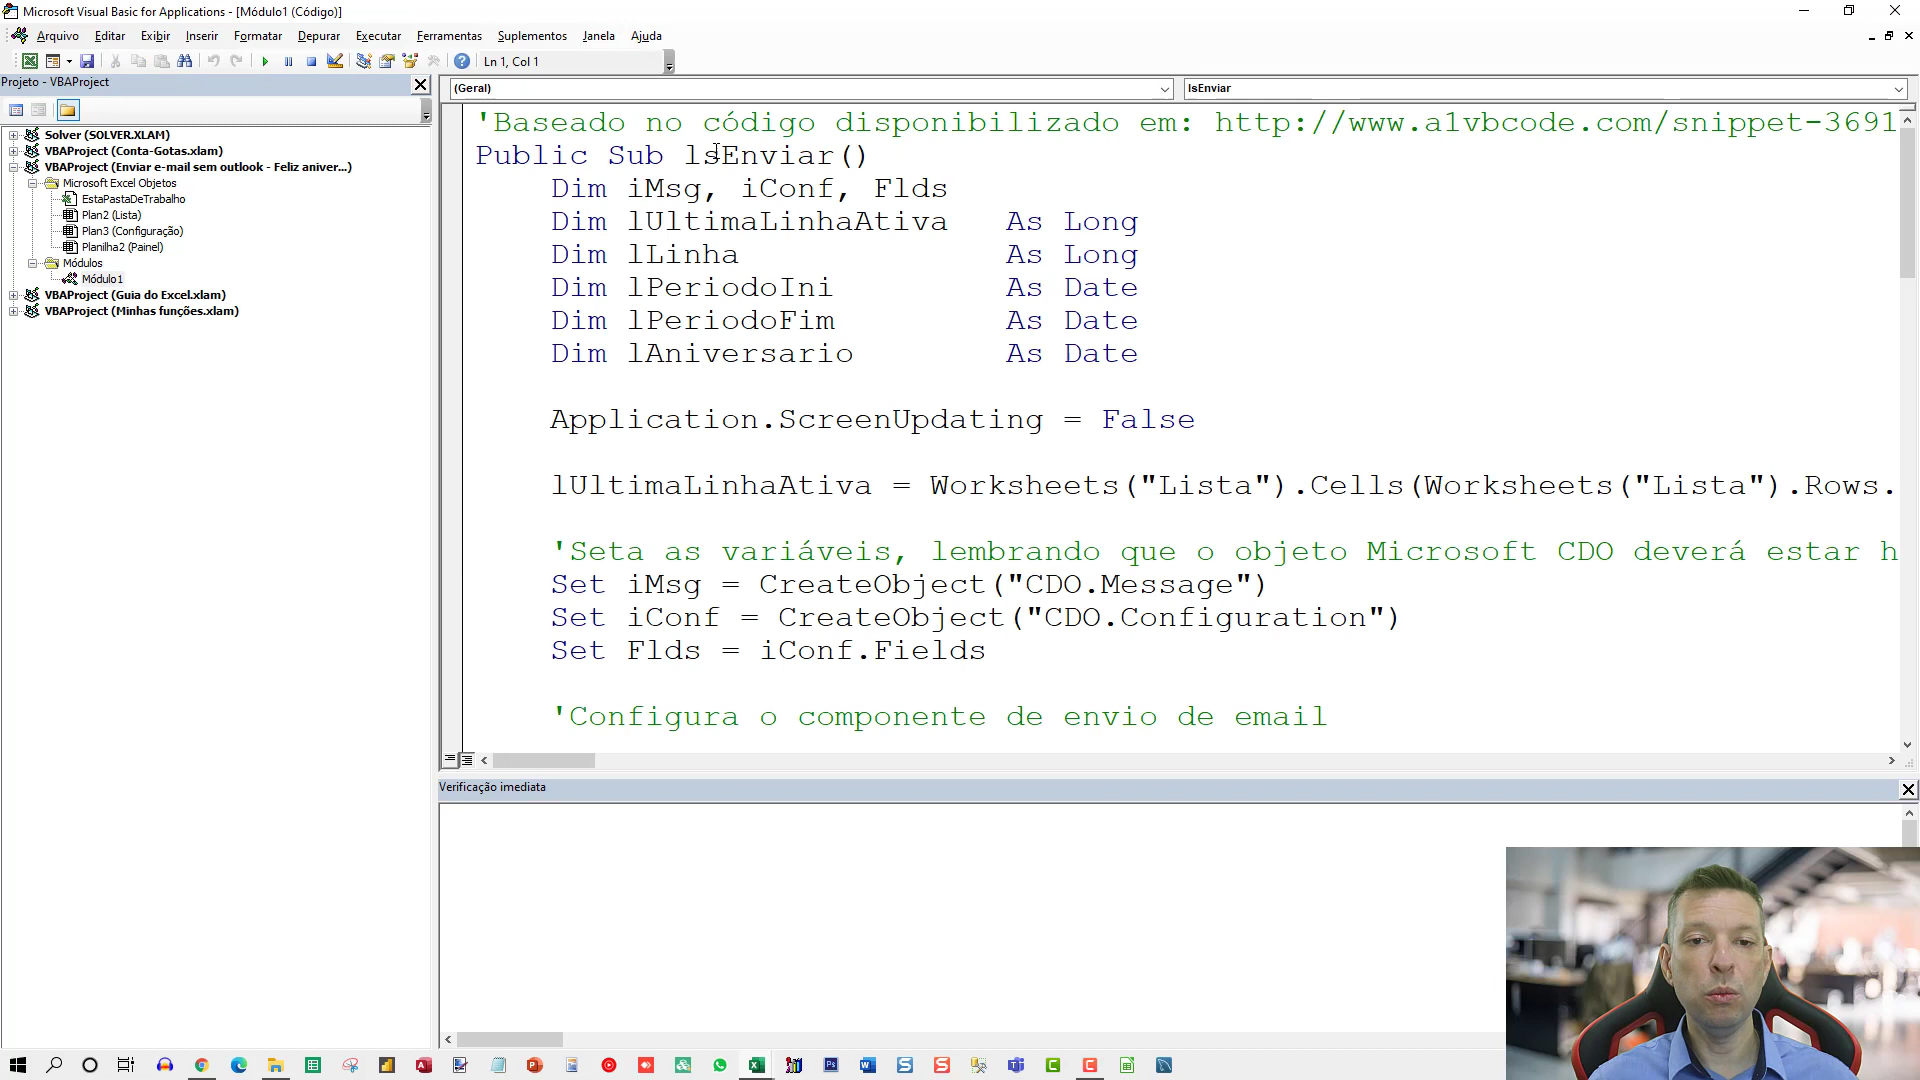 Microsoft Visual Basic for Applications - [Módulo1 (Código)]
Arquivo Editar Exibir Inserir Formatar Depurar Executar Ferramentas Suplementos Janela Ajuda
Ln 1, Col 1
Projeto - VBAProject
Solver (SOLVER.XLAM)
VBAProject (Conta-Gotas.xlam)
VBAProject (Enviar e-mail sem outlook - Feliz aniver...)
Microsoft Excel Objetos
EstaPastaDeTrabalho
Plan2 (Lista)
Plan3 (Configuração)
Planilha2 (Painel)
Módulos
Módulo1
VBAProject (Guia do Excel.xlam)
VBAProject (Minhas funções.xlam)
(Geral)
lsEnviar
'Baseado no código disponibilizado em: http://www.a1vbcode.com/snippet-3691
Public Sub lsEnviar()
Dim iMsg, iConf, Flds
Dim lUltimaLinhaAtiva As Long
Dim lLinha As Long
Dim lPeriodoIni As Date
Dim lPeriodoFim As Date
Dim lAniversario As Date
Application.ScreenUpdating = False
lUltimaLinhaAtiva = Worksheets("Lista").Cells(Worksheets("Lista").Rows.
'Seta as variáveis, lembrando que o objeto Microsoft CDO deverá estar h
Set iMsg = CreateObject("CDO.Message")
Set iConf = CreateObject("CDO.Configuration")
Set Flds = iConf.Fields
'Configura o componente de envio de email
Verificação imediata